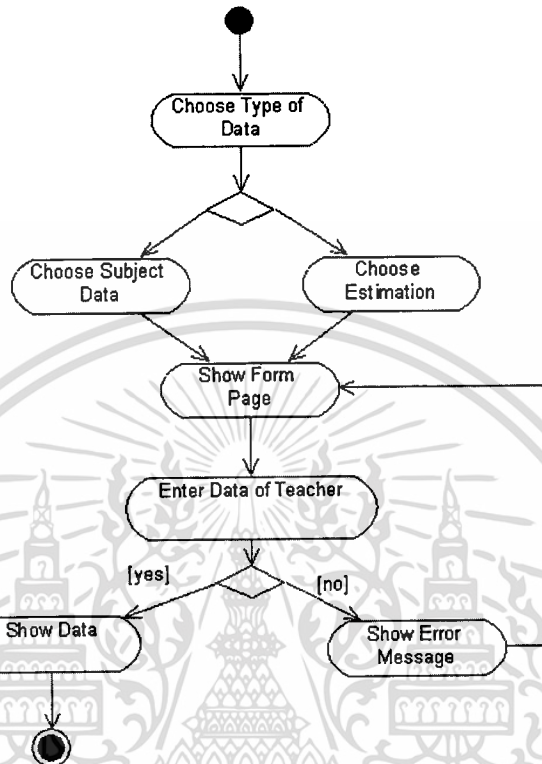 Choose Type of
Data
Choose Subject
Data
Choose
Estimation
Show Form
Page
Enter Data of Teacher
[yes]
[no]
Show Data
Show Error
Message